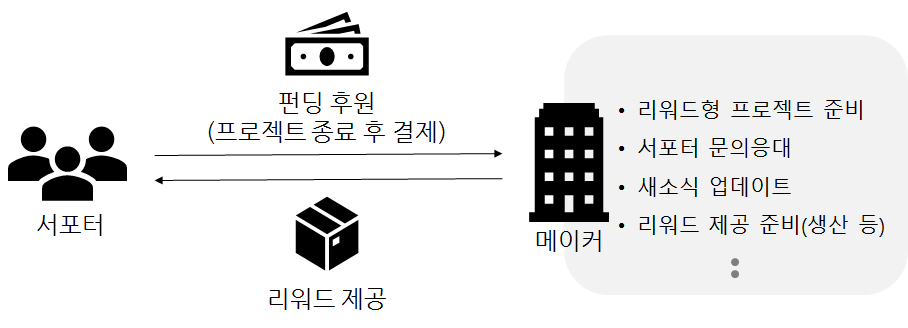 펀딩 후원
(프로젝트 종료 후 결제)
서포터
리워드 제공
메이커
• 리워드형 프로젝트 준비
• 서포터 문의응대
• 새소식 업데이트
• 리워드 제공 준비(생산 등)